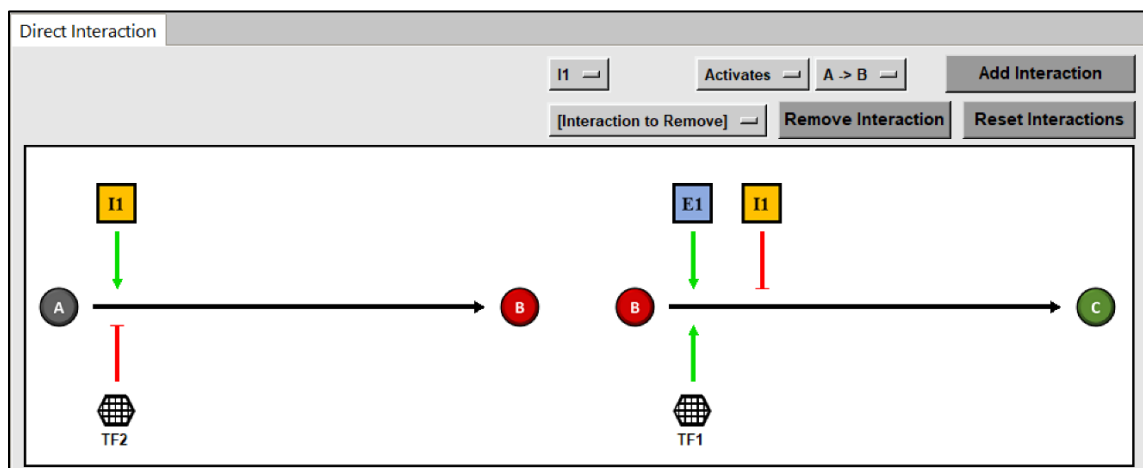 Direct Interaction
I1 Activates A -> B Add Interaction
[Interaction to Remove] Remove Interaction Reset Interactions
I1 E1 I1
A B B C
TF2 TF1